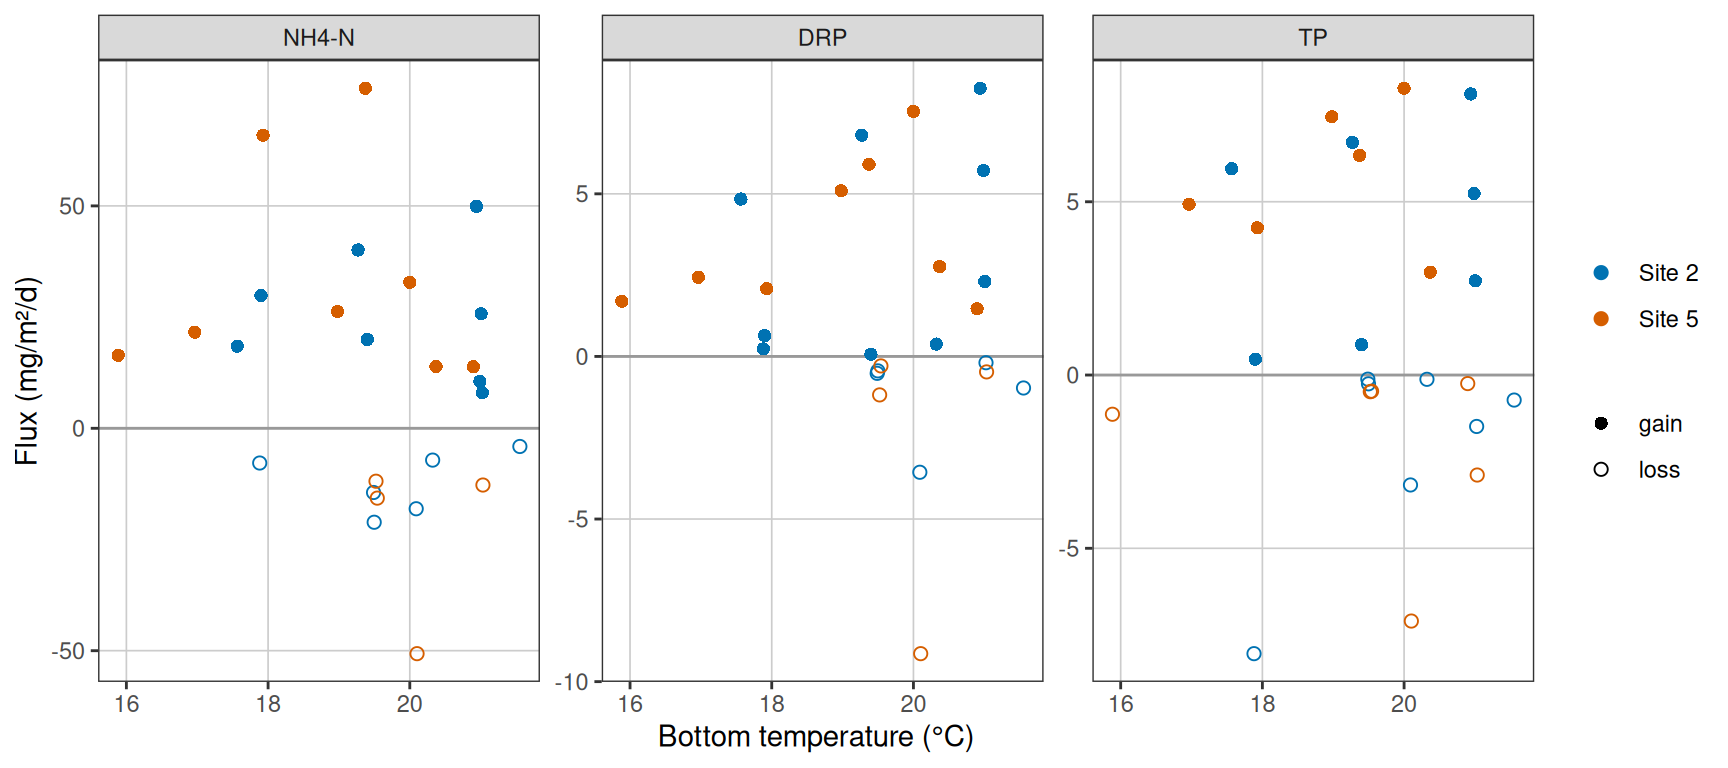 NH4-N
DRP
TP
Flux (mg/m²/d)
50
0
-50
5
0
-5
-10
5
0
-5
16 18 20
16 18 20
16 18 20
Bottom temperature (°C)
Site 2
Site 5
gain
loss